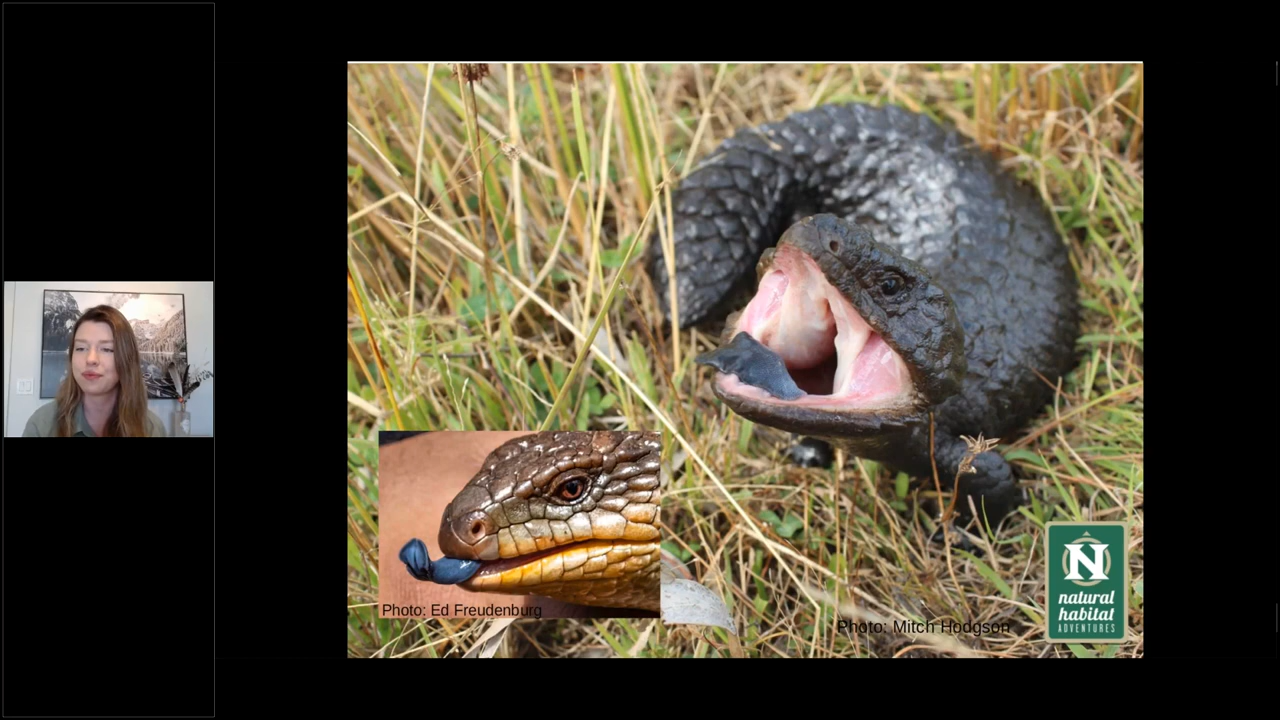 Photo: Ed Freudenburg
Photo: Mitch Hodgson
N
natural
habitat
ADVENTURES